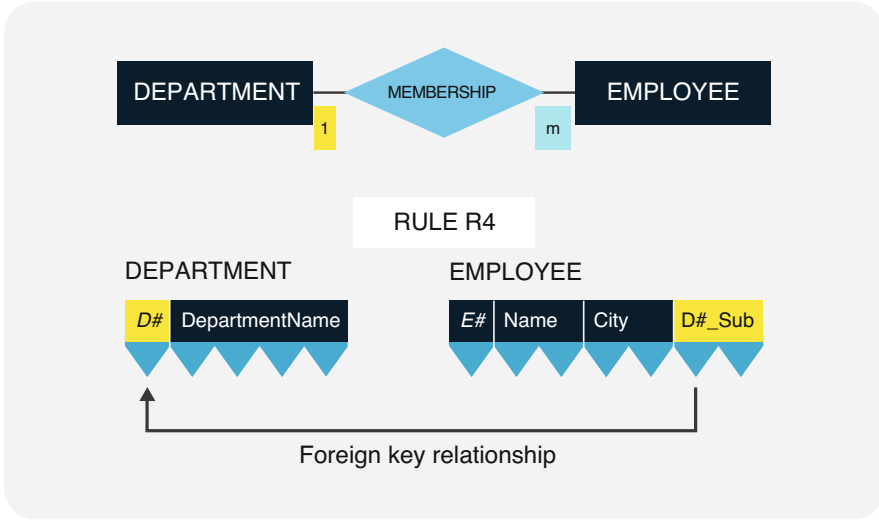 DEPARTMENT
MEMBERSHIP
EMPLOYEE
1
m
RULE R4
DEPARTMENT
EMPLOYEE
D# DepartmentName
E# Name City D#_Sub
Foreign key relationship